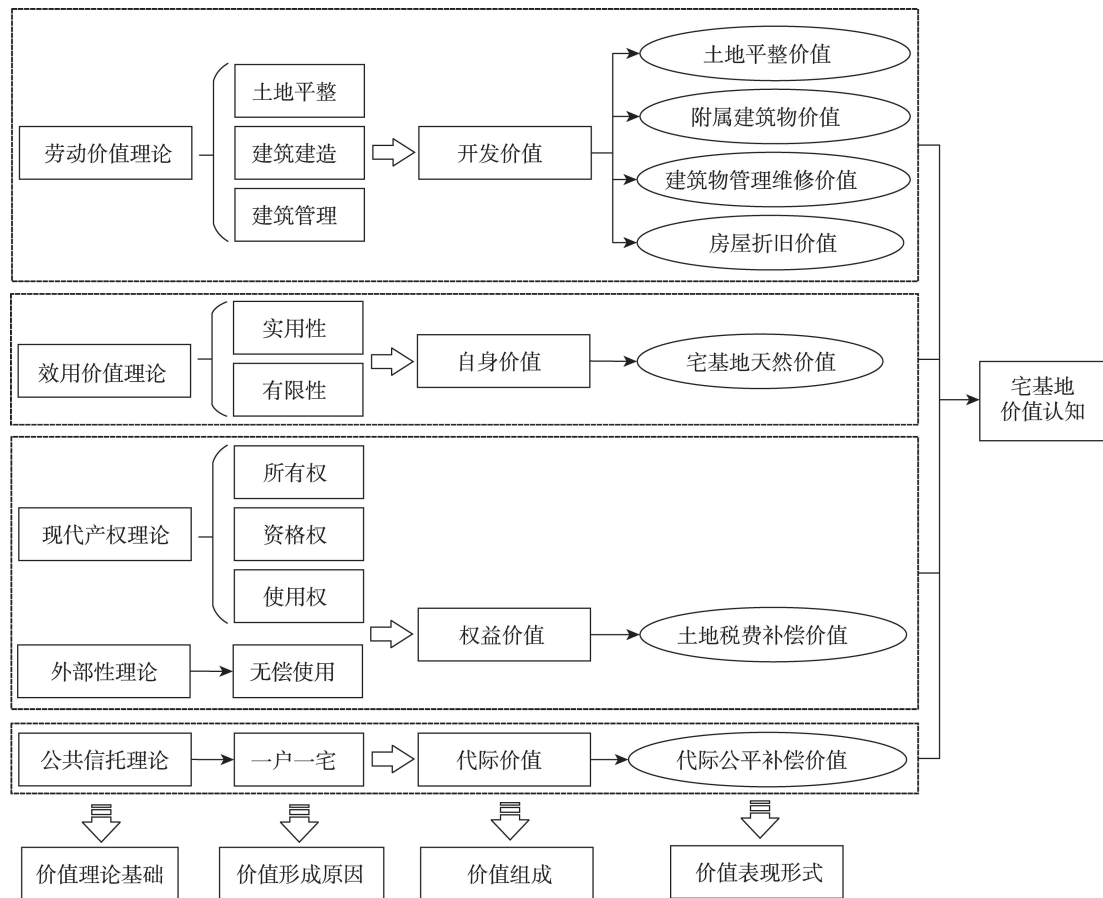 劳动价值理论
土地平整
建筑建造
建筑管理
开发价值
土地平整价值
附属建筑物价值
建筑物管理维修价值
房屋折旧价值
效用价值理论
实用性
有限性
自身价值
宅基地天然价值
现代产权理论
所有权
资格权
使用权
外部性理论
无偿使用
权益价值
土地税费补偿价值
公共信托理论
一户一宅
代际价值
代际公平补偿价值
宅基地
价值认知
价值理论基础
价值形成原因
价值组成
价值表现形式